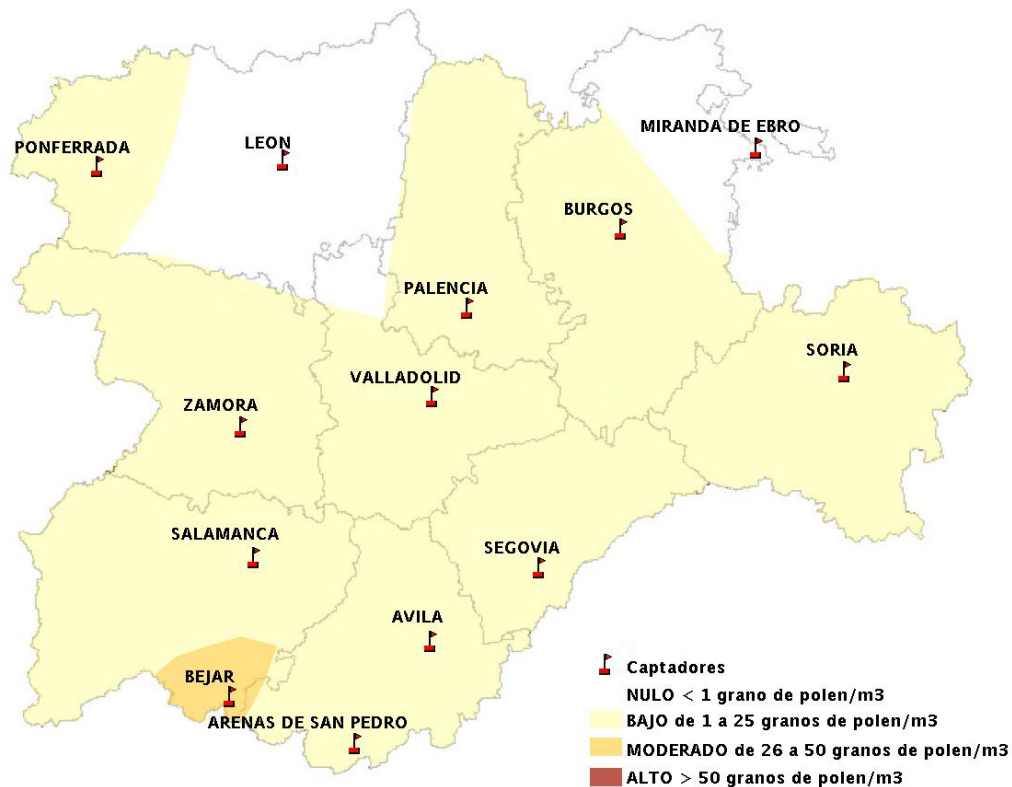 MIRANDA DE EBRO
PONFERRADA
LEON
BURGOS
PALENCIA
SORIA
VALLADOLID
ZAMORA
SALAMANCA
SEGOVIA
AVILA
BEJAR
ARENAS DE SAN PEDRO
Captadores
NULO < 1 grano de polen/m3
BAJO de 1 a 25 granos de polen/m3
MODERADO de 26 a 50 granos de polen/m3
ALTO > 50 granos de polen/m3